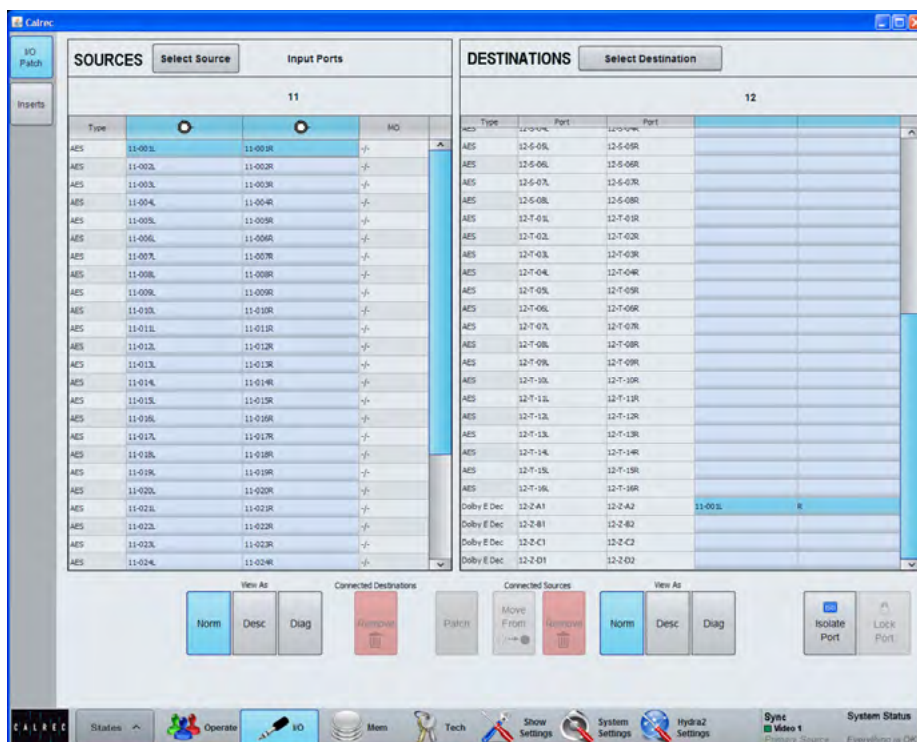 Calrec
I/O Patch
Inserts
SOURCES Select Source Input Ports
11
Type MD
AES 11-001L 11-001R -/-
AES 11-002L 11-002R -/-
AES 11-003L 11-003R -/-
AES 11-004L 11-004R -/-
AES 11-005L 11-005R -/-
AES 11-006L 11-006R -/-
AES 11-007L 11-007R -/-
AES 11-008L 11-008R -/-
AES 11-009L 11-009R -/-
AES 11-010L 11-010R -/-
AES 11-011L 11-011R -/-
AES 11-012L 11-012R -/-
AES 11-013L 11-013R -/-
AES 11-014L 11-014R -/-
AES 11-015L 11-015R -/-
AES 11-016L 11-016R -/-
AES 11-017L 11-017R -/-
AES 11-018L 11-018R -/-
AES 11-019L 11-019R -/-
AES 11-020L 11-020R -/-
AES 11-021L 11-021R -/-
AES 11-022L 11-022R -/-
AES 11-023L 11-023R -/-
AES 11-024L 11-024R -/-
DESTINATIONS Select Destination
12
Type Port Port
AES 12-S-04L 12-S-04R
AES 12-S-05L 12-S-05R
AES 12-S-06L 12-S-06R
AES 12-S-07L 12-S-07R
AES 12-S-08L 12-S-08R
AES 12-T-01L 12-T-01R
AES 12-T-02L 12-T-02R
AES 12-T-03L 12-T-03R
AES 12-T-04L 12-T-04R
AES 12-T-05L 12-T-05R
AES 12-T-06L 12-T-06R
AES 12-T-07L 12-T-07R
AES 12-T-08L 12-T-08R
AES 12-T-09L 12-T-09R
AES 12-T-10L 12-T-10R
AES 12-T-11L 12-T-11R
AES 12-T-12L 12-T-12R
AES 12-T-13L 12-T-13R
AES 12-T-14L 12-T-14R
AES 12-T-15L 12-T-15R
AES 12-T-16L 12-T-16R
Dolby E Dec 12-Z-A1 12-Z-A2 11-001L R
Dolby E Dec 12-Z-B1 12-Z-B2
Dolby E Dec 12-Z-C1 12-Z-C2
Dolby E Dec 12-Z-D1 12-Z-D2
View As Connected Destinations Connected Sources View As
Norm Desc Diag Remove Patch Move From Remove Norm Desc Diag ISO Isolate Port Lock Port
CALREC States Operate I/O Mem Tech Show Settings System Settings Hydra2 Settings
Sync System Status
Video 1
Primary Source Everything is OK